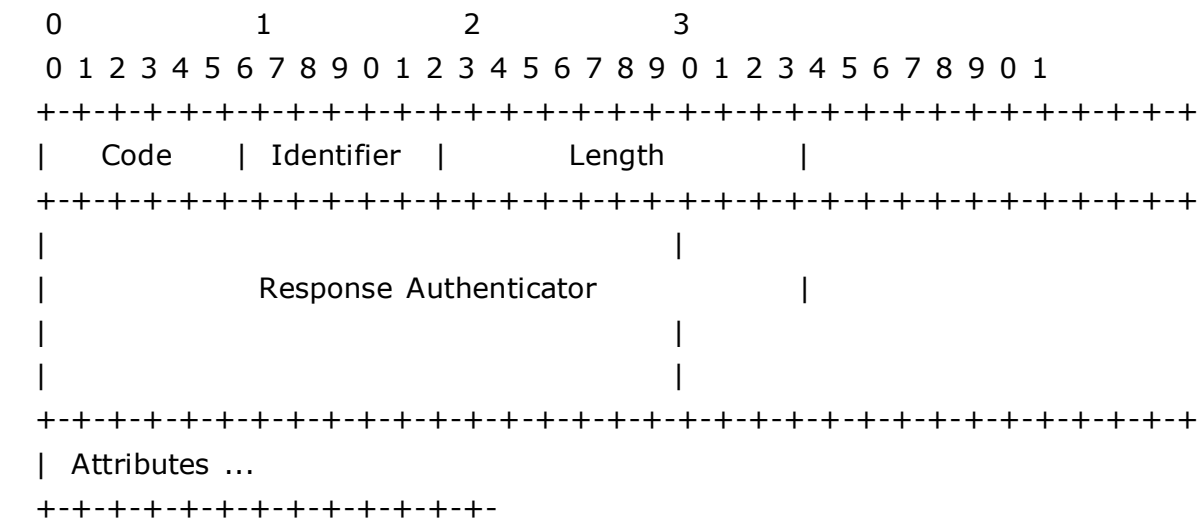 0                   1                   2                   3
0 1 2 3 4 5 6 7 8 9 0 1 2 3 4 5 6 7 8 9 0 1 2 3 4 5 6 7 8 9 0 1
+-+-+-+-+-+-+-+-+-+-+-+-+-+-+-+-+-+-+-+-+-+-+-+-+-+-+-+-+-+-+-+-+
| Code | Identifier | Length |
+-+-+-+-+-+-+-+-+-+-+-+-+-+-+-+-+-+-+-+-+-+-+-+-+-+-+-+-+-+-+-+-+
| |
| Response Authenticator |
| |
| |
+-+-+-+-+-+-+-+-+-+-+-+-+-+-+-+-+-+-+-+-+-+-+-+-+-+-+-+-+-+-+-+-+
| Attributes ...
+-+-+-+-+-+-+-+-+-+-+-+-+-